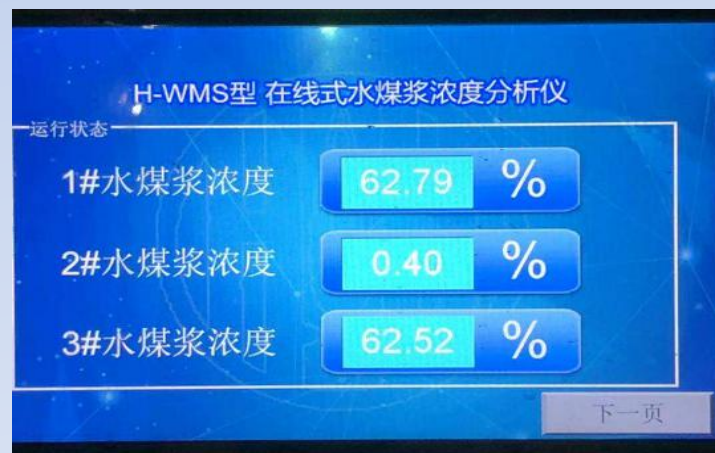 H-WMS型 在线式水煤浆浓度分析仪
运行状态
1#水煤浆浓度 62.79 %
2#水煤浆浓度 0.40 %
3#水煤浆浓度 62.52 %
下一页